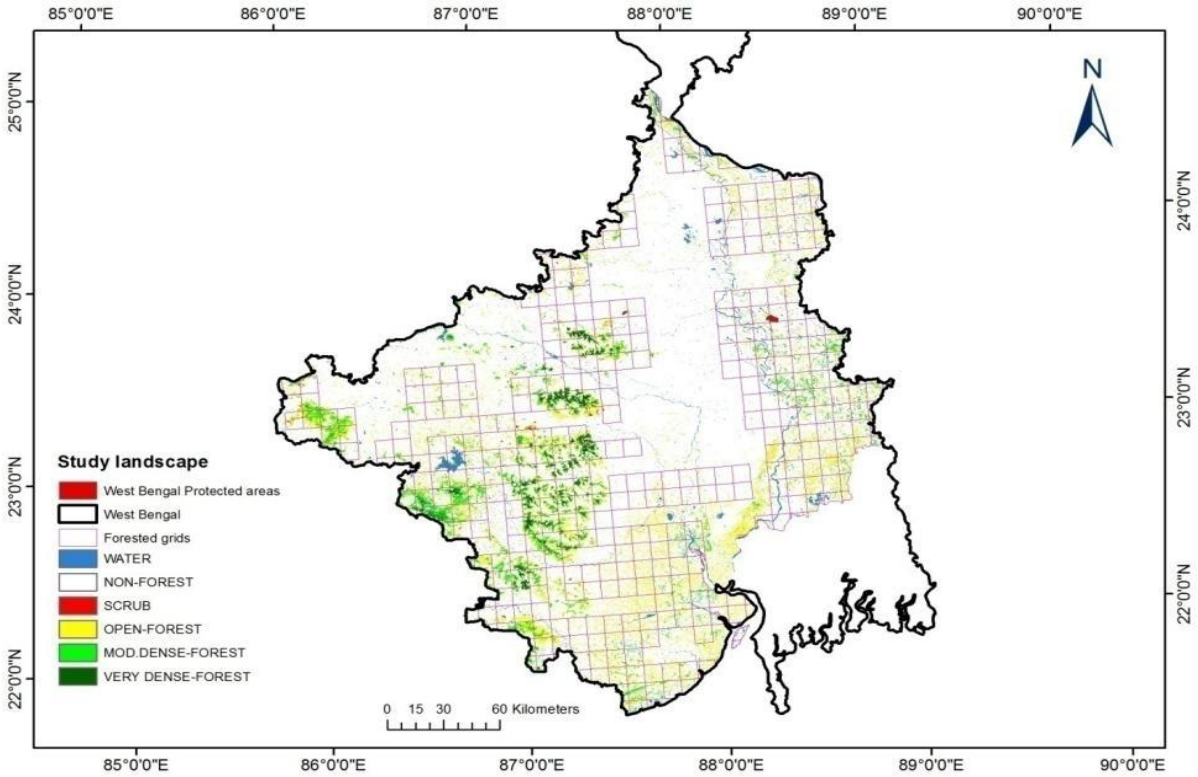 85°0'0"E 86°0'0"E 87°0'0"E 88°0'0"E 89°0'0"E 90°0'0"E
N
25°0'0"N
24°0'0"N
24°0'0"N
23°0'0"N
23°0'0"N
22°0'0"N
22°0'0"N
Study landscape
West Bengal Protected areas
West Bengal
Forested grids
WATER
NON-FOREST
SCRUB
OPEN-FOREST
MOD.DENSE-FOREST
VERY DENSE-FOREST
0 15 30 60 Kilometers
85°0'0"E 86°0'0"E 87°0'0"E 88°0'0"E 89°0'0"E 90°0'0"E